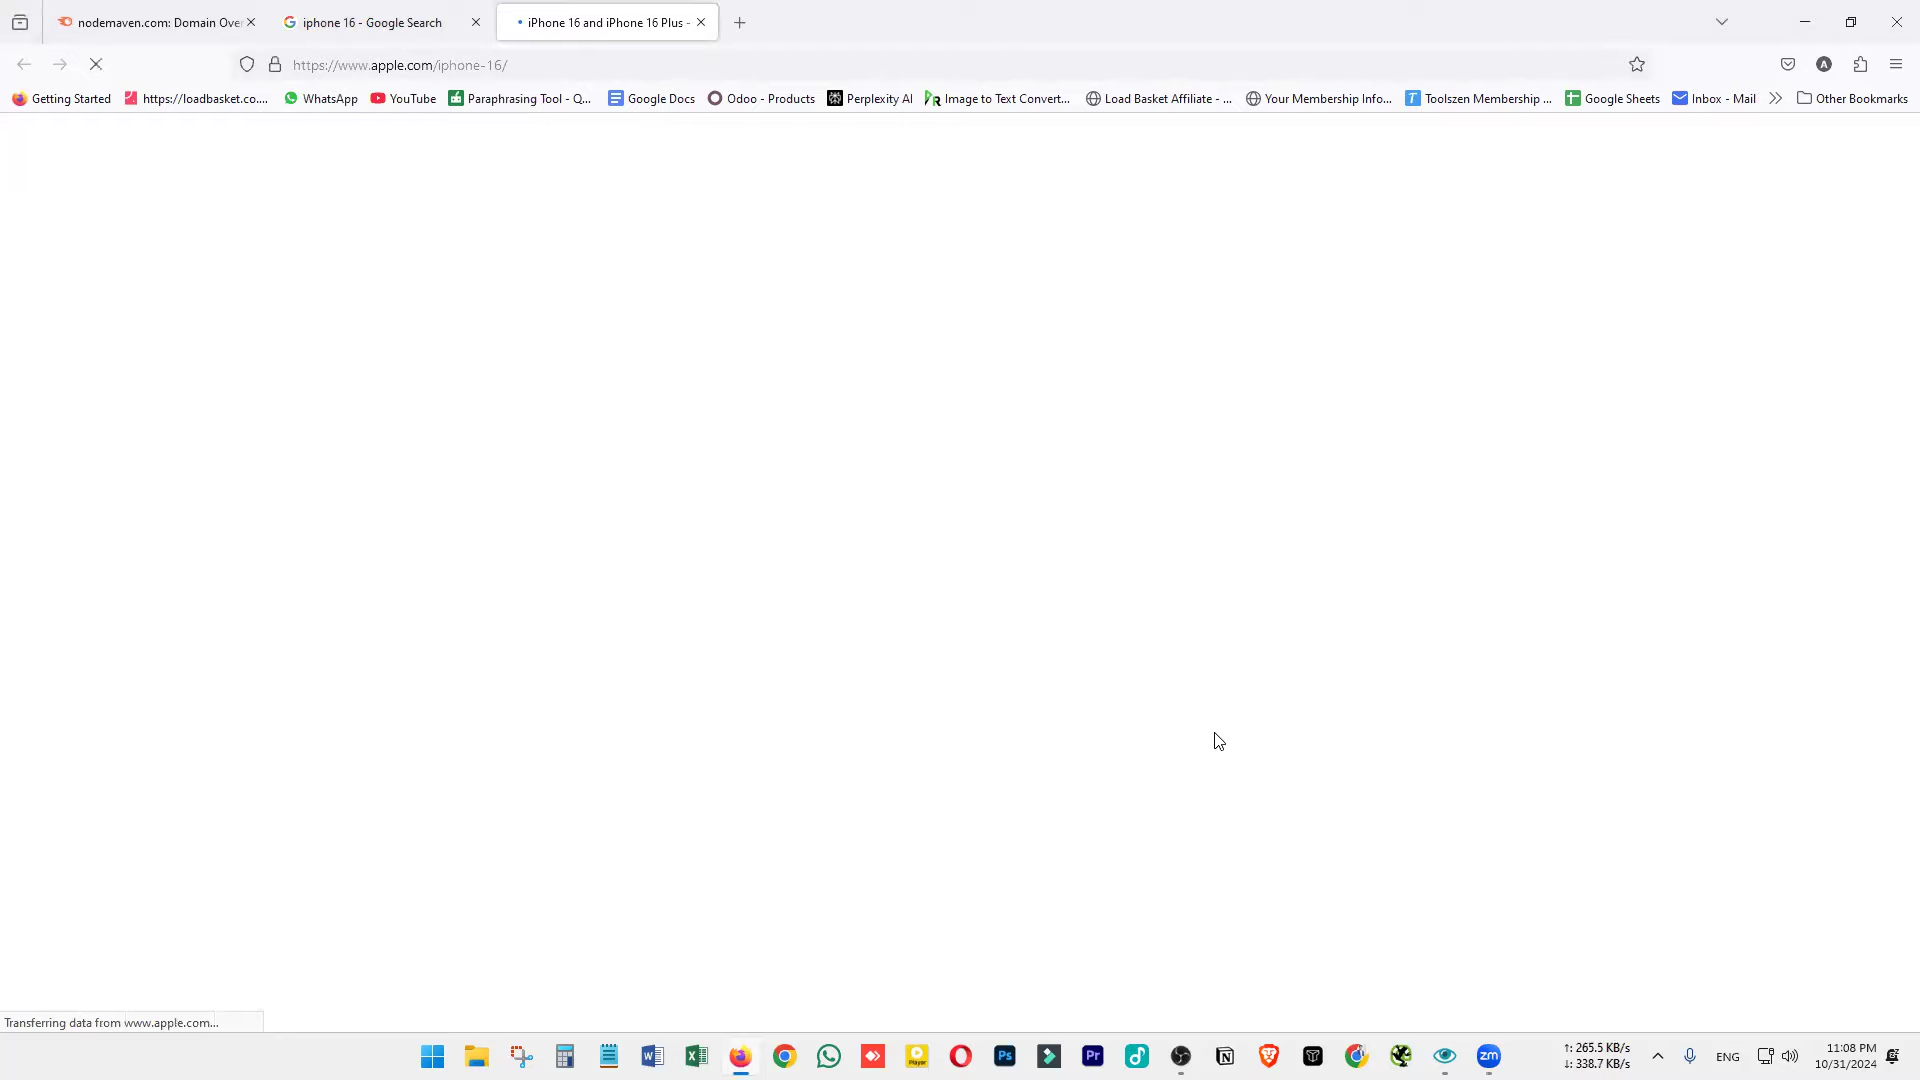 nodemaven.com: Domain Over
iphone 16 - Google Search
iPhone 16 and iPhone 16 Plus -
https://www.apple.com/iphone-16/
Getting Started
https://loadbasket.co....
WhatsApp
YouTube
Paraphrasing Tool - Q...
Google Docs
Odoo - Products
Perplexity AI
Image to Text Convert...
Load Basket Affiliate - ...
Your Membership Info...
Toolszen Membership ...
Google Sheets
Inbox - Mail
Other Bookmarks
Transferring data from www.apple.com...
↑: 265.5 KB/s
↓: 338.7 KB/s
ENG
11:08 PM
10/31/2024